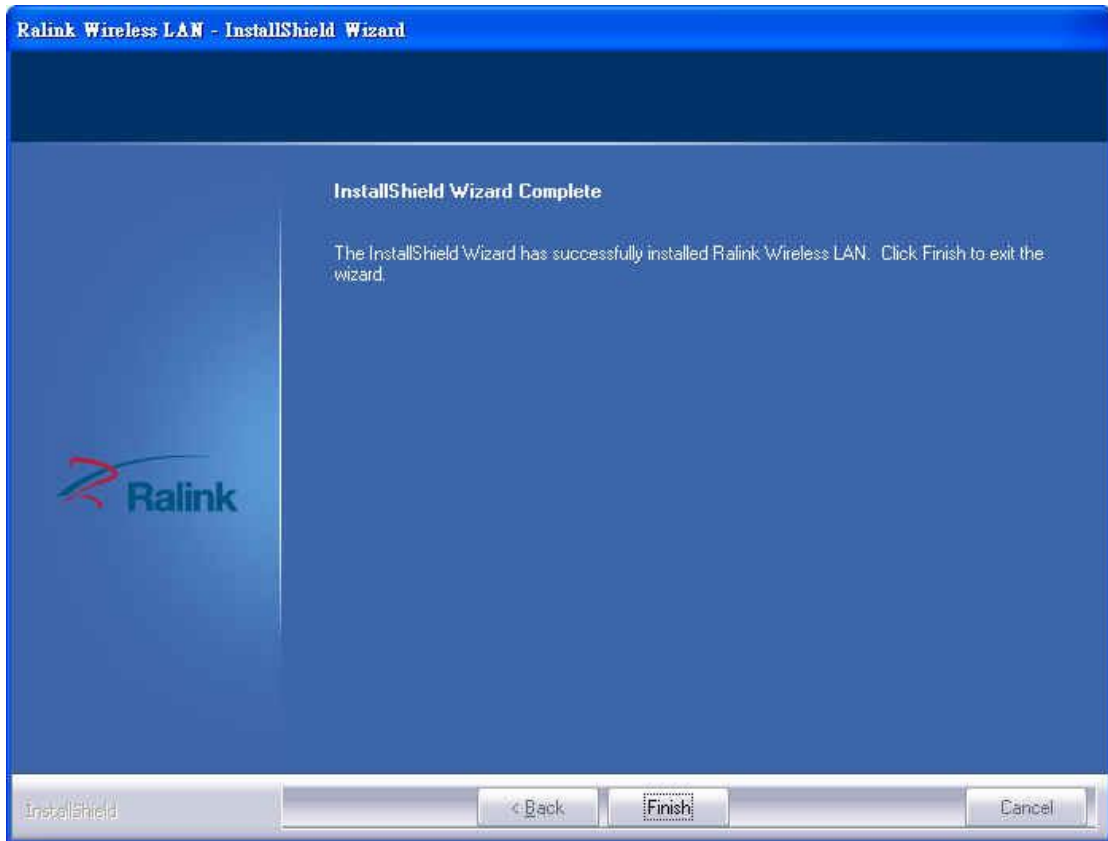 Ralink Wireless LAN - InstallShield Wizard
InstallShield Wizard Complete
The InstallShield Wizard has successfully installed Ralink Wireless LAN. Click Finish to exit the
wizard.
Ralink
InstallShield
< Back
Finish
Cancel